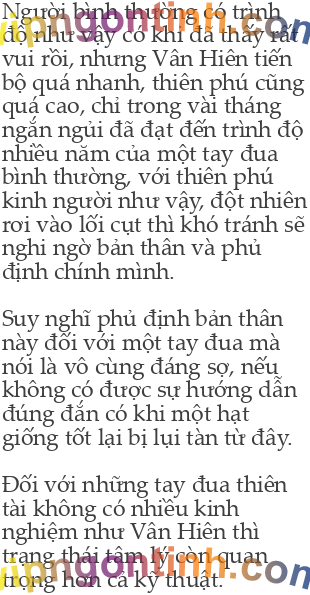 Người bình thường có trình
độ như vậy có khi đã thấy rất
vui rồi, nhưng Vân Hiên tiến
bộ quá nhanh, thiên phú cũng
quá cao, chỉ trong vài tháng
ngắn ngủi đã đạt đến trình độ
nhiều năm của một tay đua
bình thường, với thiên phú
kinh người như vậy, đột nhiên
rơi vào lối cụt thì khó tránh sẽ
nghi ngờ bản thân và phủ
định chính mình.
Suy nghĩ phủ định bản thân
này đối với một tay đua mà
nói là vô cùng đáng sợ, nếu
không có được sự hướng dẫn
đúng đắn có khi một hạt
giống tốt lại bị lụi tàn từ đây.
Đối với những tay đua thiên
tài không có nhiều kinh
nghiệm như Vân Hiên thì
trạng thái tâm lý còn quan
trọng hơn cả kỹ thuật.
vipngontinh.com
vipngontinh.com